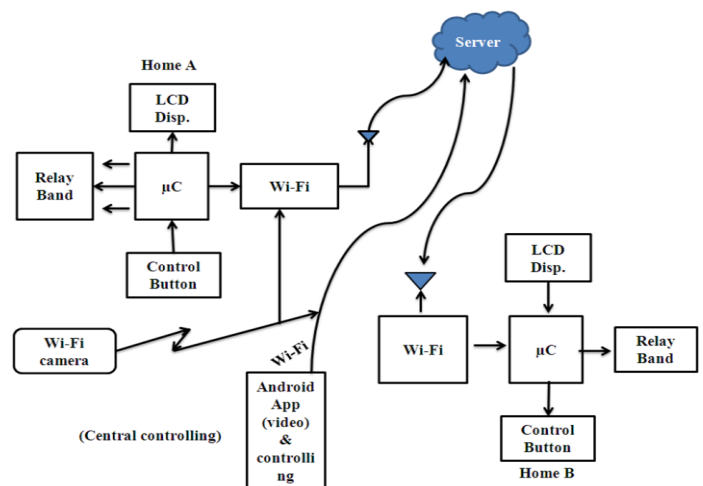 Server
Home A
LCD
Disp.
Relay
Band
µC
Wi-Fi
Control
Button
Wi-Fi
camera
Wi-Fi
Android
App
(video)
&
controlli
ng
(Central controlling)
LCD
Disp.
Wi-Fi
µC
Relay
Band
Control
Button
Home B